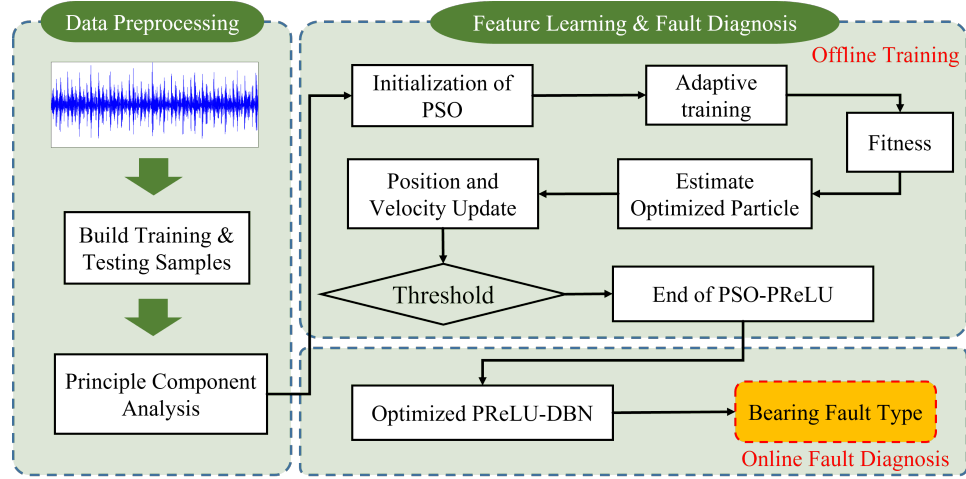 Data Preprocessing
Build Training &
Testing Samples
Principle Component
Analysis
Feature Learning & Fault Diagnosis
Offline Training
Initialization of
PSO
Adaptive
training
Fitness
Estimate
Optimized Particle
Position and
Velocity Update
Threshold
End of PSO-PReLU
Optimized PReLU-DBN
Bearing Fault Type
Online Fault Diagnosis